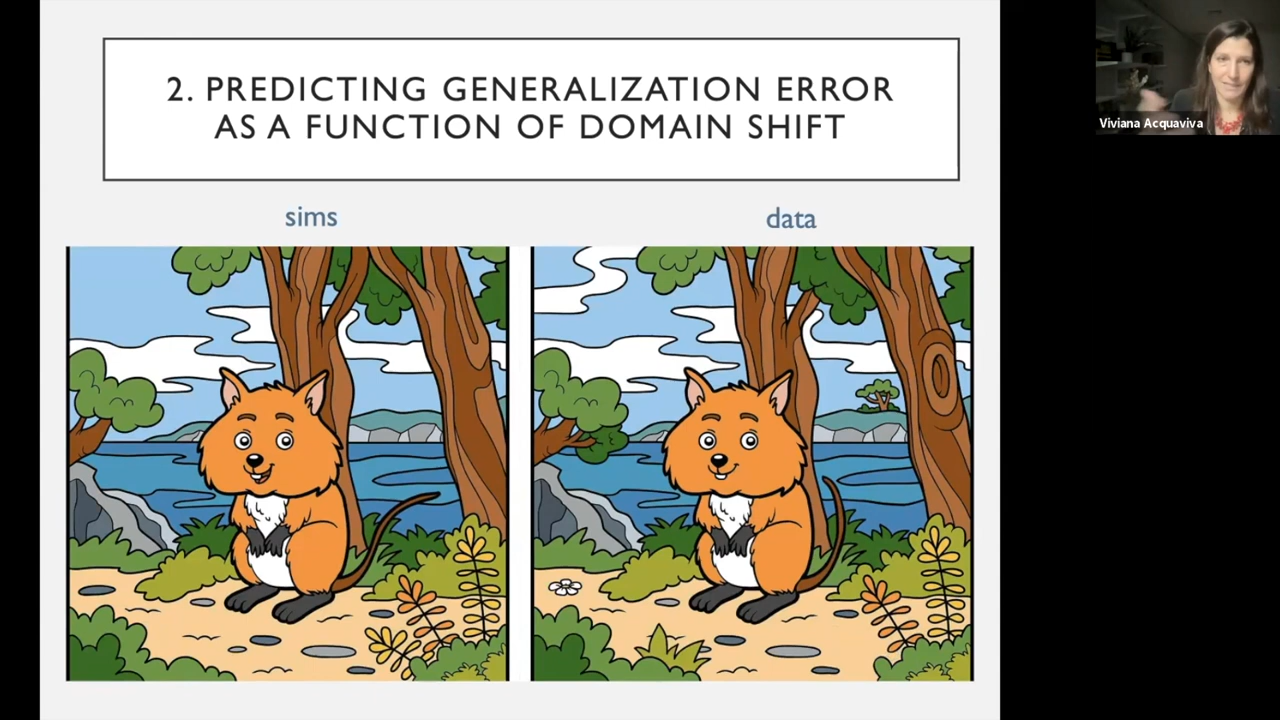 2. PREDICTING GENERALIZATION ERROR
AS A FUNCTION OF DOMAIN SHIFT
sims
data
Viviana Acquaviva